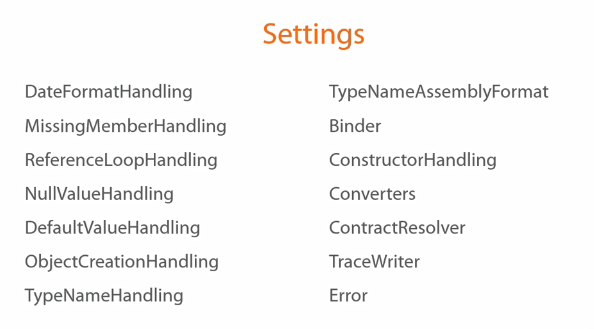 Settings
DateFormatHandling
MissingMemberHandling
ReferenceLoopHandling
NullValueHandling
DefaultValueHandling
ObjectCreationHandling
TypeNameHandling
TypeNameAssemblyFormat
Binder
ConstructorHandling
Converters
ContractResolver
TraceWriter
Error